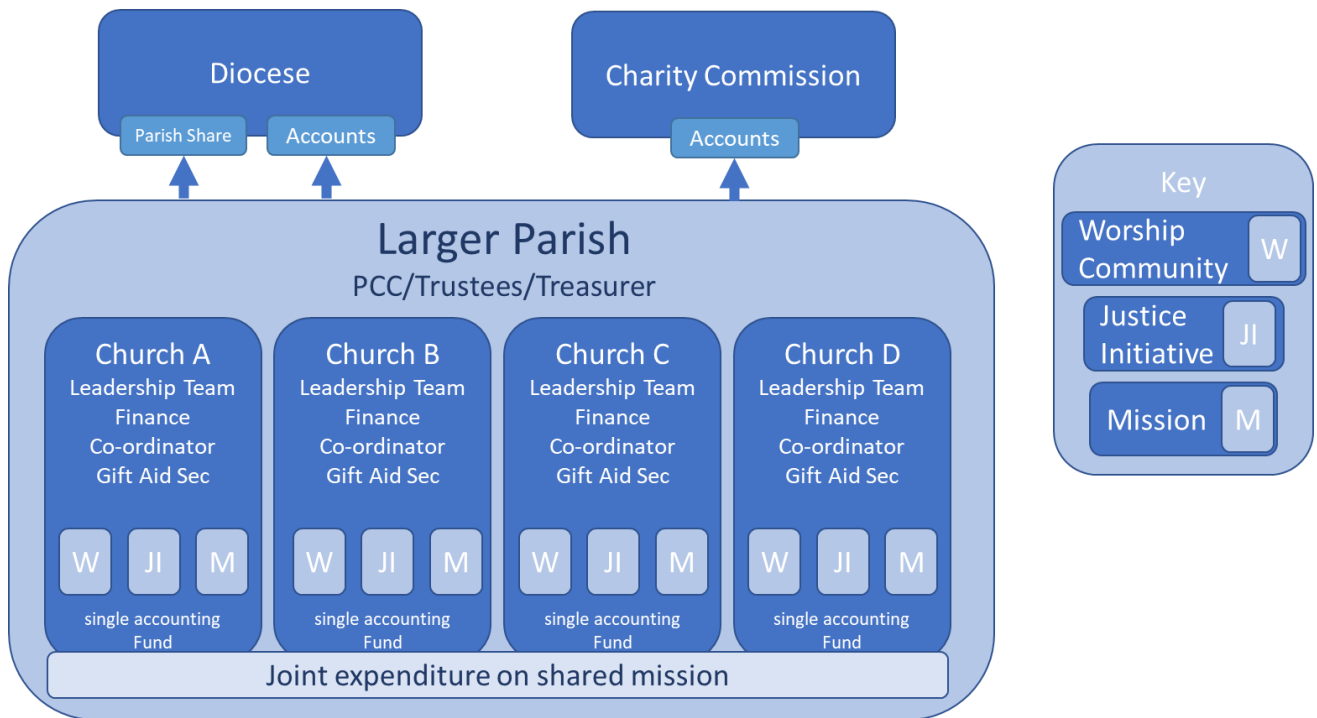 Diocese
Parish Share
Accounts
Charity Commission
Accounts
Larger Parish
PCC/Trustees/Treasurer
Church A
Leadership Team
Finance
Co-ordinator
Gift Aid Sec
W JI M
single accounting
Fund
Church B
Leadership Team
Finance
Co-ordinator
Gift Aid Sec
W JI M
single accounting
Fund
Church C
Leadership Team
Finance
Co-ordinator
Gift Aid Sec
W JI M
single accounting
Fund
Church D
Leadership Team
Finance
Co-ordinator
Gift Aid Sec
W JI M
single accounting
Fund
Joint expenditure on shared mission
Key
Worship
Community
W
Justice
Initiative
JI
Mission
M